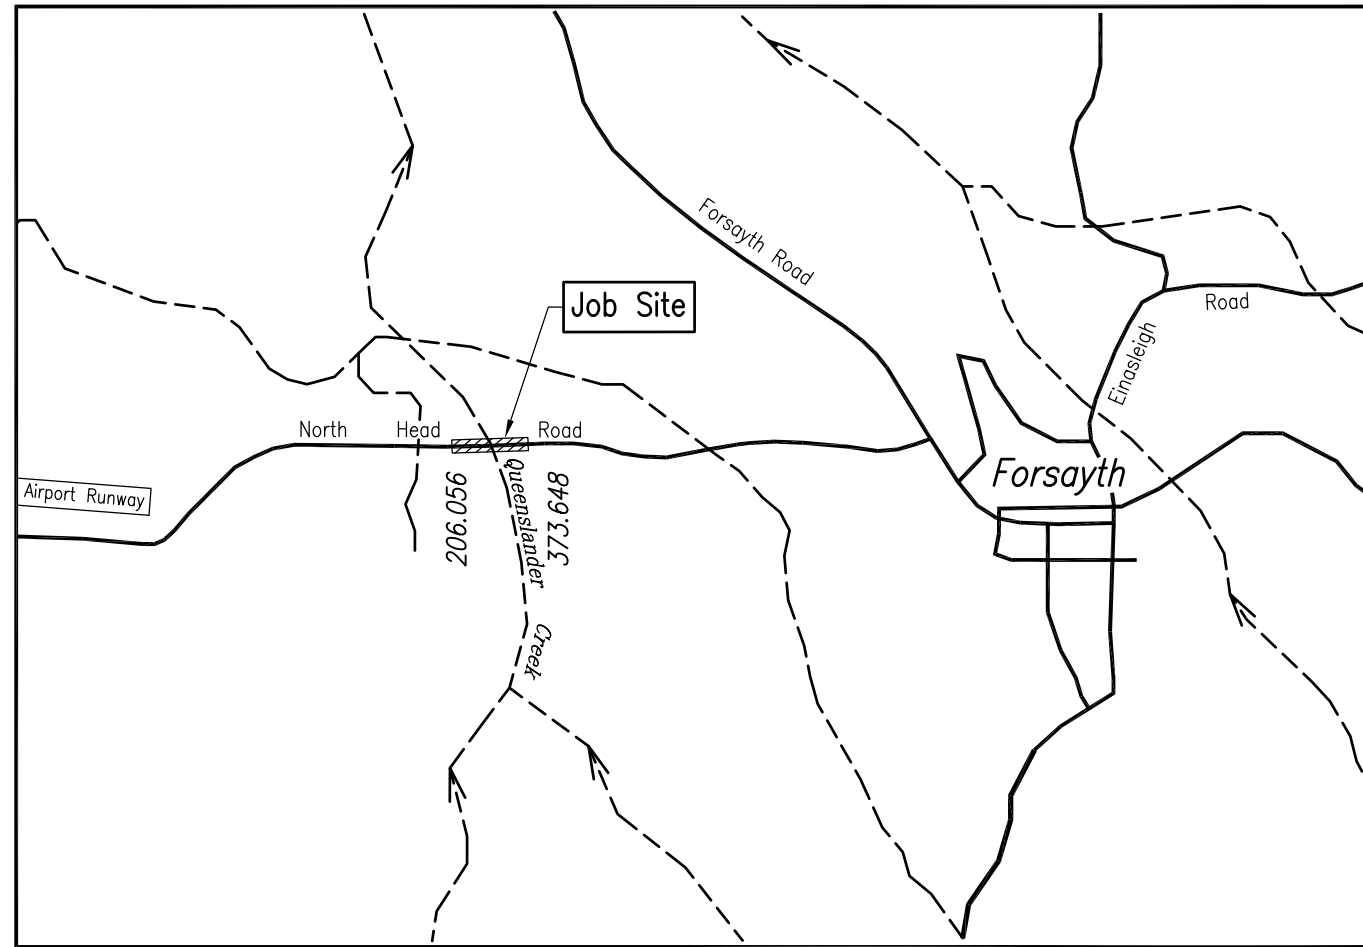 Forsayth Road
Job Site
Road
Einasleigh
North Head Road
Forsayth
Airport Runway
206.056
Queenslander Creek
373.648